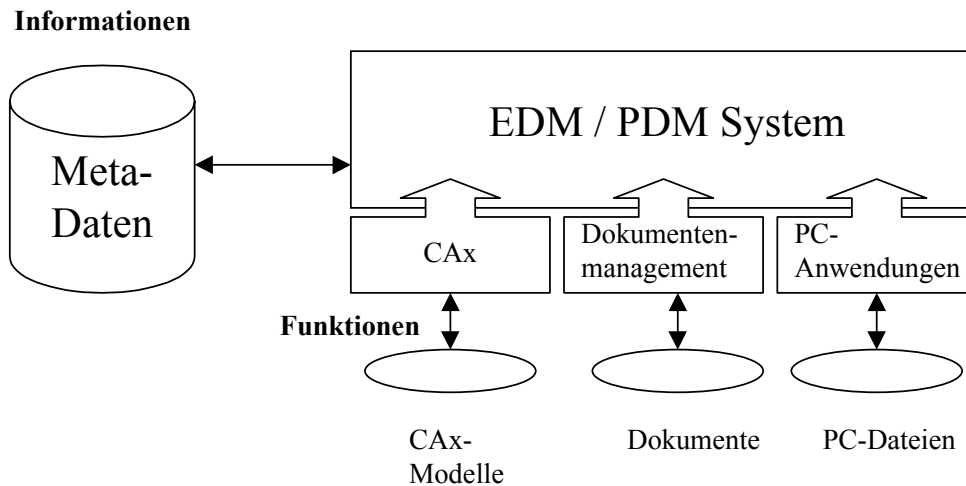 Informationen
EDM / PDM System
Meta-
Daten
CAx
Dokumenten-
management
PC-
Anwendungen
Funktionen
CAx-
Modelle
Dokumente
PC-Dateien